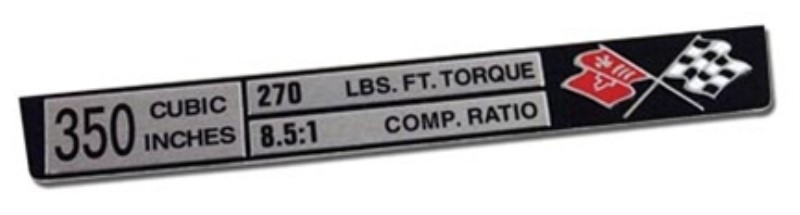 350 CUBIC INCHES
270 LBS. FT. TORQUE
8.5:1 COMP. RATIO